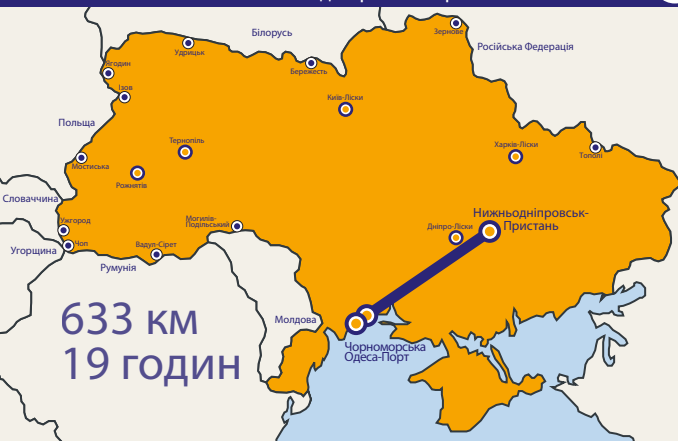 Білорусь
Зернове
Російська Федерація
Удрицьк
Бережесть
Ягодин
Ізов
Київ-Ліски
Польща
Тернопіль
Харків-Ліски
Тополі
Мостиська
Рожнятів
Словаччина
Нижньодніпровськ-
Пристань
Ужгород
Могилів-
Подільський
Дніпро-Ліски
Чоп
Вадул-Сірет
Угорщина
Румунія
633 км
19 годин
Молдова
Чорноморська
Одеса-Порт